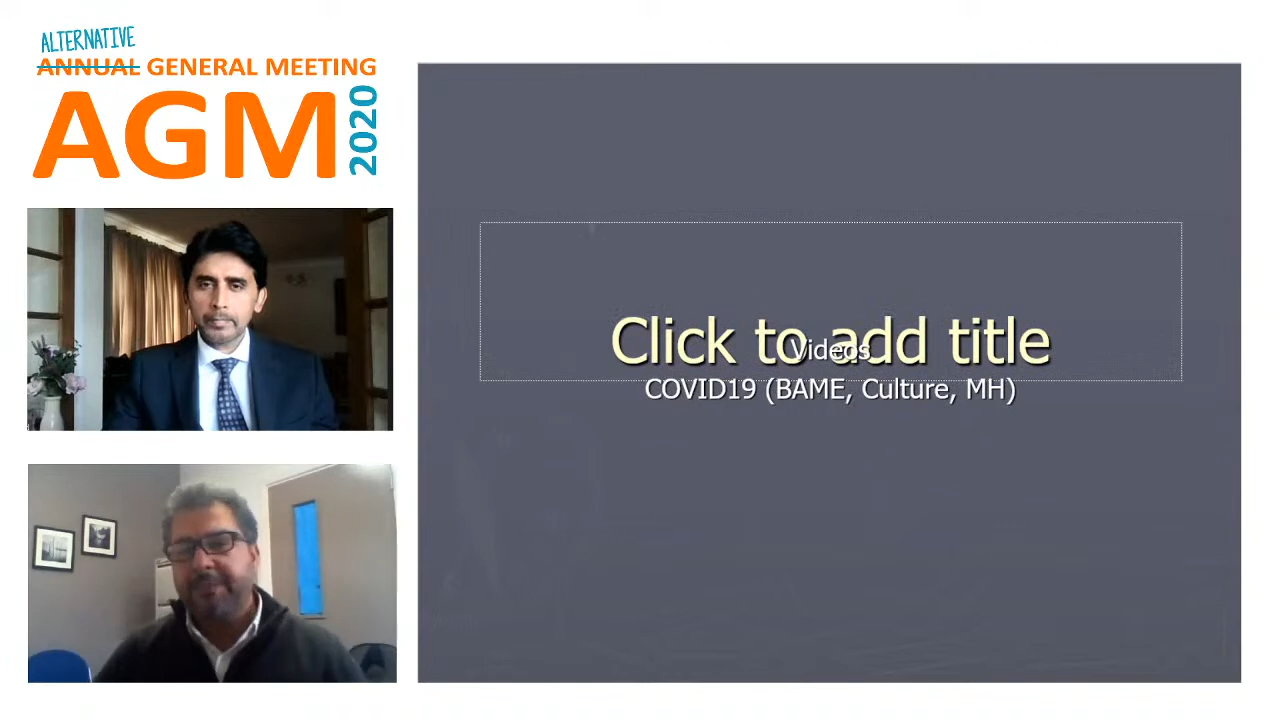 ALTERNATIVE
ANNUAL GENERAL MEETING
AGM
2020
Click to add title
Videos
COVID19 (BAME, Culture, MH)